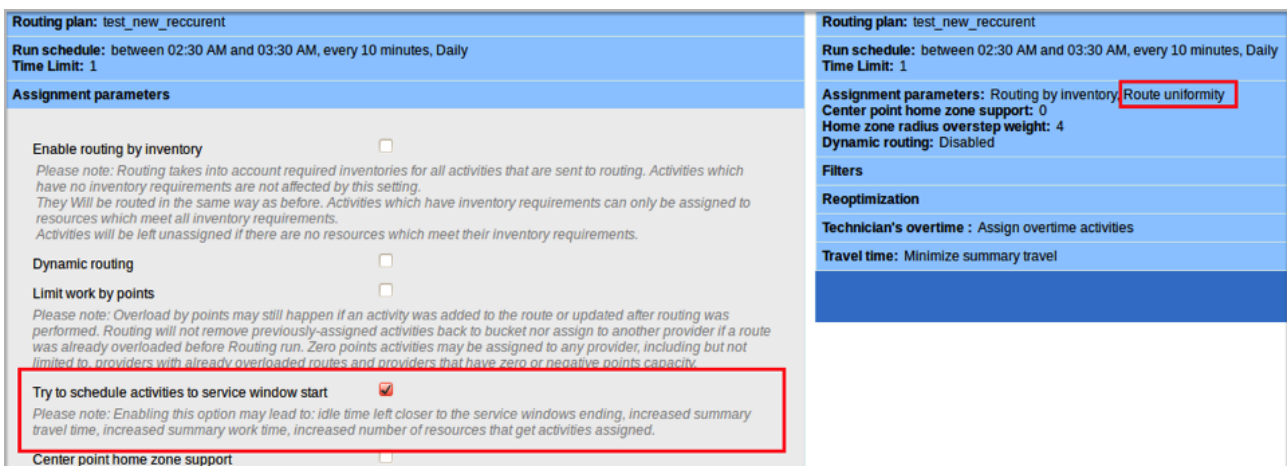 Routing plan: test_new_reccurent
Run schedule: between 02:30 AM and 03:30 AM, every 10 minutes, Daily
Time Limit: 1
Assignment parameters
Enable routing by inventory
Please note: Routing takes into account required inventories for all activities that are sent to routing. Activities which
have no inventory requirements are not affected by this setting.
They Will be routed in the same way as before. Activities which have inventory requirements can only be assigned to
resources which meet all inventory requirements.
Activities will be left unassigned if there are no resources which meet their inventory requirements.
Dynamic routing
Limit work by points
Please note: Overload by points may still happen if an activity was added to the route or updated after routing was
performed. Routing will not remove previously-assigned activities back to bucket nor assign to another provider if a route
was already overloaded before Routing run. Zero points activities may be assigned to any provider, including but not
limited to, providers with already overloaded routes and providers that have zero or negative points capacity.
Try to schedule activities to service window start
Please note: Enabling this option may lead to: idle time left closer to the service windows ending, increased summary
travel time, increased summary work time, increased number of resources that get activities assigned.
Center point home zone support
Routing plan: test_new_reccurent
Run schedule: between 02:30 AM and 03:30 AM, every 10 minutes, Daily
Time Limit: 1
Assignment parameters: Routing by inventory, Route uniformity
Center point home zone support: 0
Home zone radius overstep weight: 4
Dynamic routing: Disabled
Filters
Reoptimization
Technician's overtime : Assign overtime activities
Travel time: Minimize summary travel